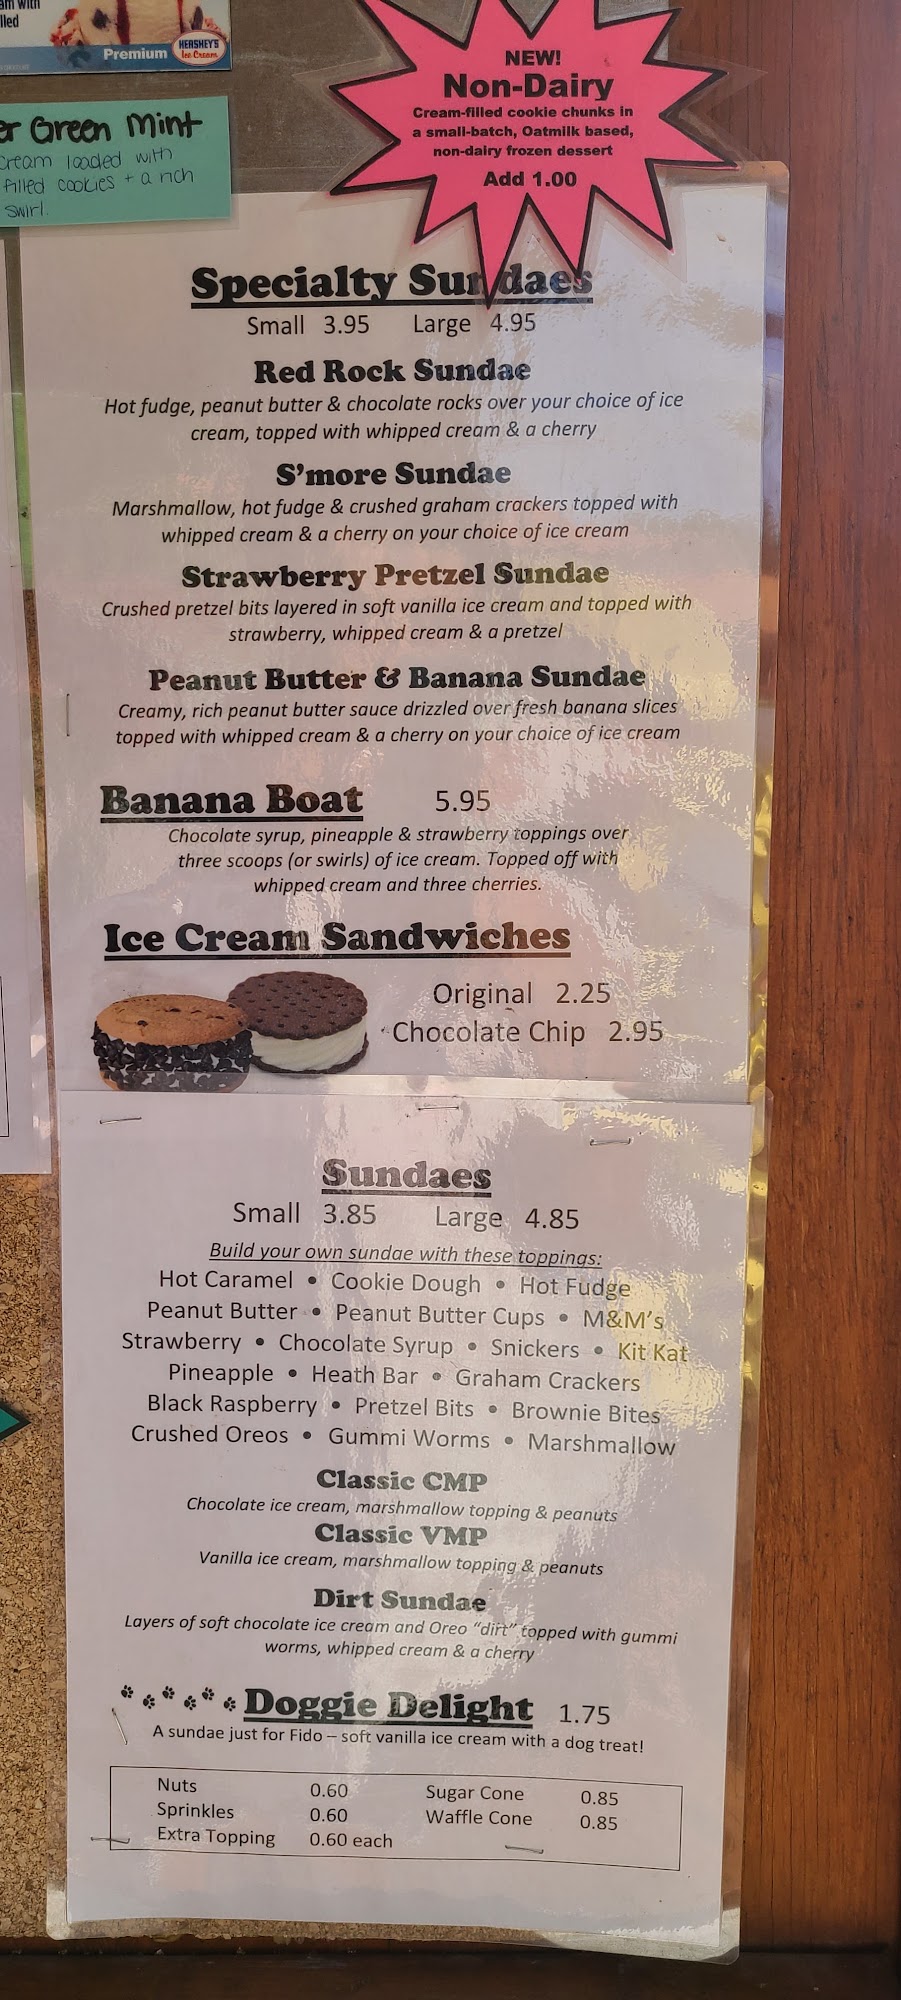 am with
lled
Premium HERSHEY'S Ice Cream
er Green Mint
cream loaded with
filled cookies + a rich
swirl.
NEW!
Non-Dairy
Cream-filled cookie chunks in
a small-batch, Oatmilk based,
non-dairy frozen dessert
Add 1.00
Specialty Sundaes
Small 3.95 Large 4.95
Red Rock Sundae
Hot fudge, peanut butter & chocolate rocks over your choice of ice
cream, topped with whipped cream & a cherry
S'more Sundae
Marshmallow, hot fudge & crushed graham crackers topped with
whipped cream & a cherry on your choice of ice cream
Strawberry Pretzel Sundae
Crushed pretzel bits layered in soft vanilla ice cream and topped with
strawberry, whipped cream & a pretzel
Peanut Butter & Banana Sundae
Creamy, rich peanut butter sauce drizzled over fresh banana slices
topped with whipped cream & a cherry on your choice of ice cream
Banana Boat 5.95
Chocolate syrup, pineapple & strawberry toppings over
three scoops (or swirls) of ice cream. Topped off with
whipped cream and three cherries.
Ice Cream Sandwiches
Original 2.25
Chocolate Chip 2.95
Sundaes
Small 3.85 Large 4.85
Build your own sundae with these toppings:
Hot Caramel • Cookie Dough • Hot Fudge
Peanut Butter • Peanut Butter Cups • M&M's
Strawberry • Chocolate Syrup • Snickers • Kit Kat
Pineapple • Heath Bar • Graham Crackers
Black Raspberry • Pretzel Bits • Brownie Bites
Crushed Oreos • Gummi Worms • Marshmallow
Classic CMP
Chocolate ice cream, marshmallow topping & peanuts
Classic VMP
Vanilla ice cream, marshmallow topping & peanuts
Dirt Sundae
Layers of soft chocolate ice cream and Oreo "dirt" topped with gummi
worms, whipped cream & a cherry
Doggie Delight 1.75
A sundae just for Fido – soft vanilla ice cream with a dog treat!
Nuts 0.60 Sugar Cone 0.85
Sprinkles 0.60 Waffle Cone 0.85
Extra Topping 0.60 each